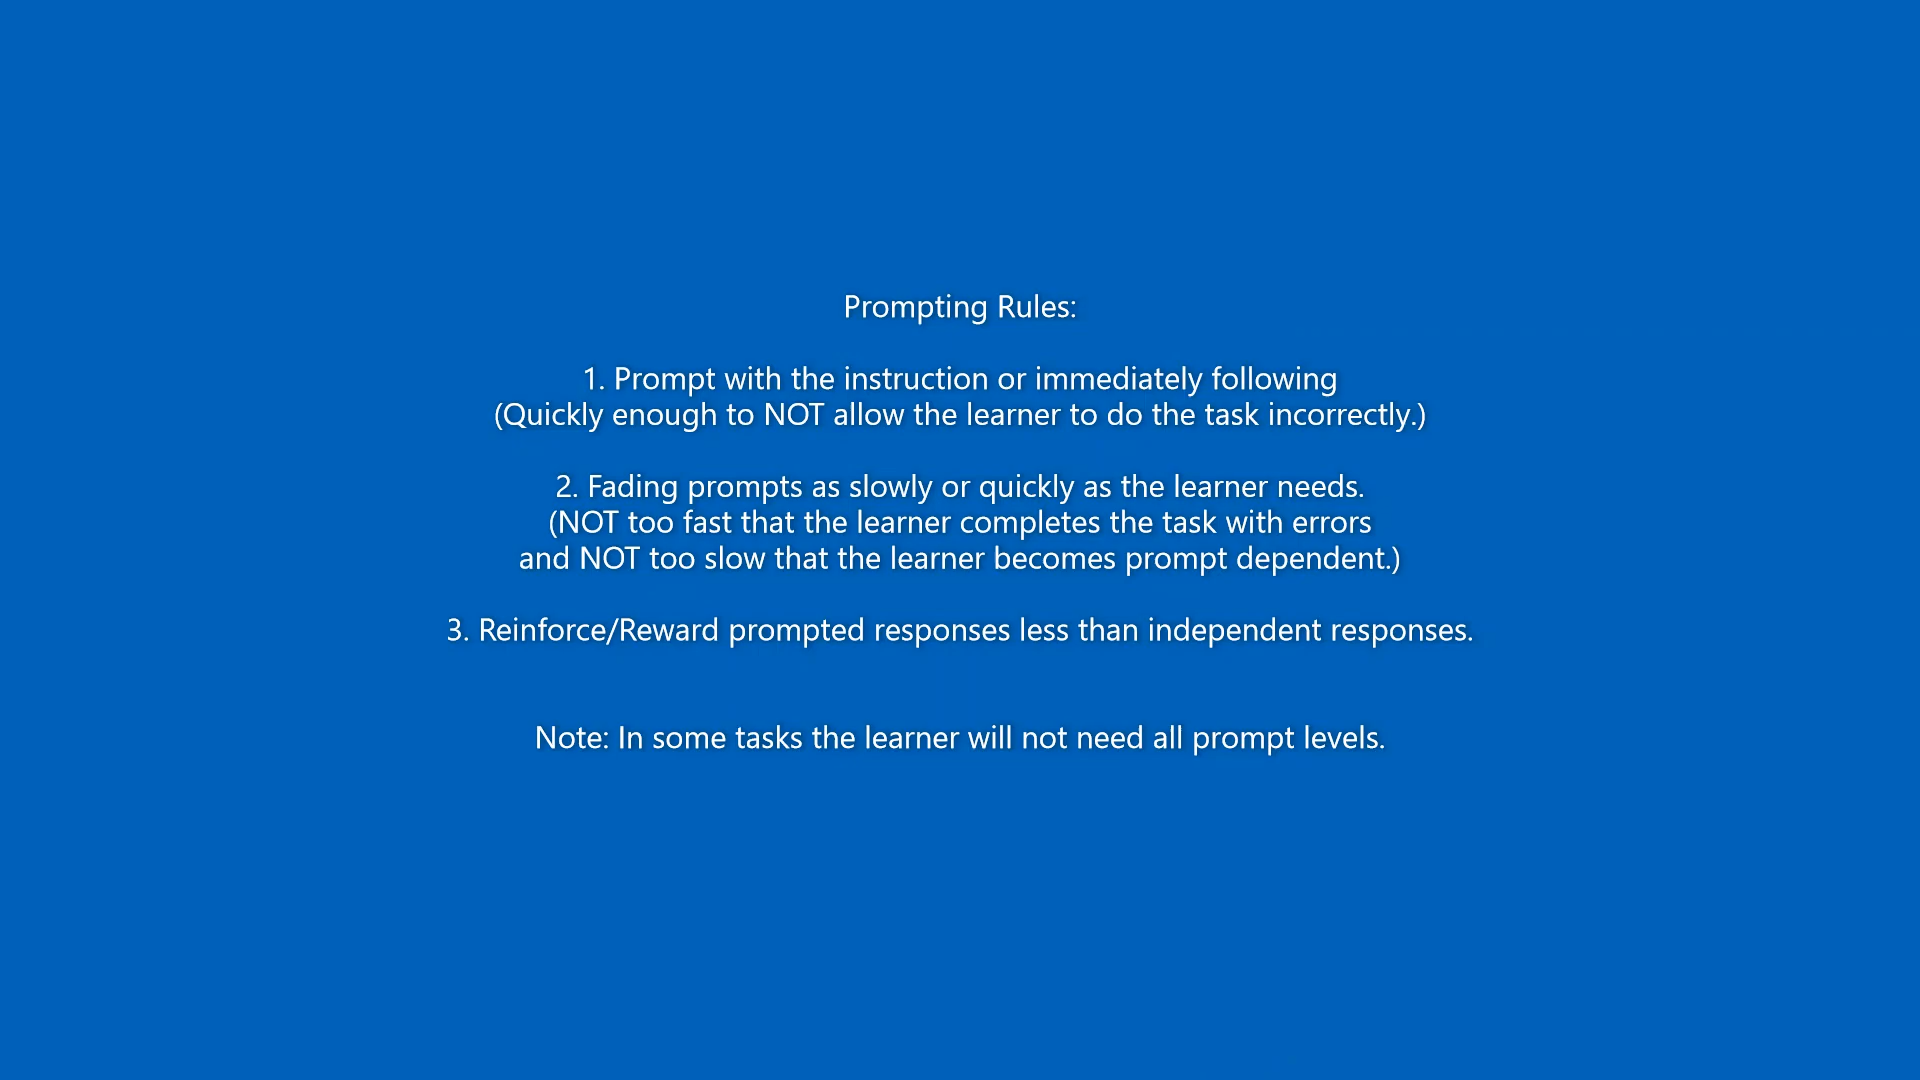 Prompting Rules:
1. Prompt with the instruction or immediately following
(Quickly enough to NOT allow the learner to do the task incorrectly.)
2. Fading prompts as slowly or quickly as the learner needs.
(NOT too fast that the learner completes the task with errors
and NOT too slow that the learner becomes prompt dependent.)
3. Reinforce/Reward prompted responses less than independent responses.
Note: In some tasks the learner will not need all prompt levels.